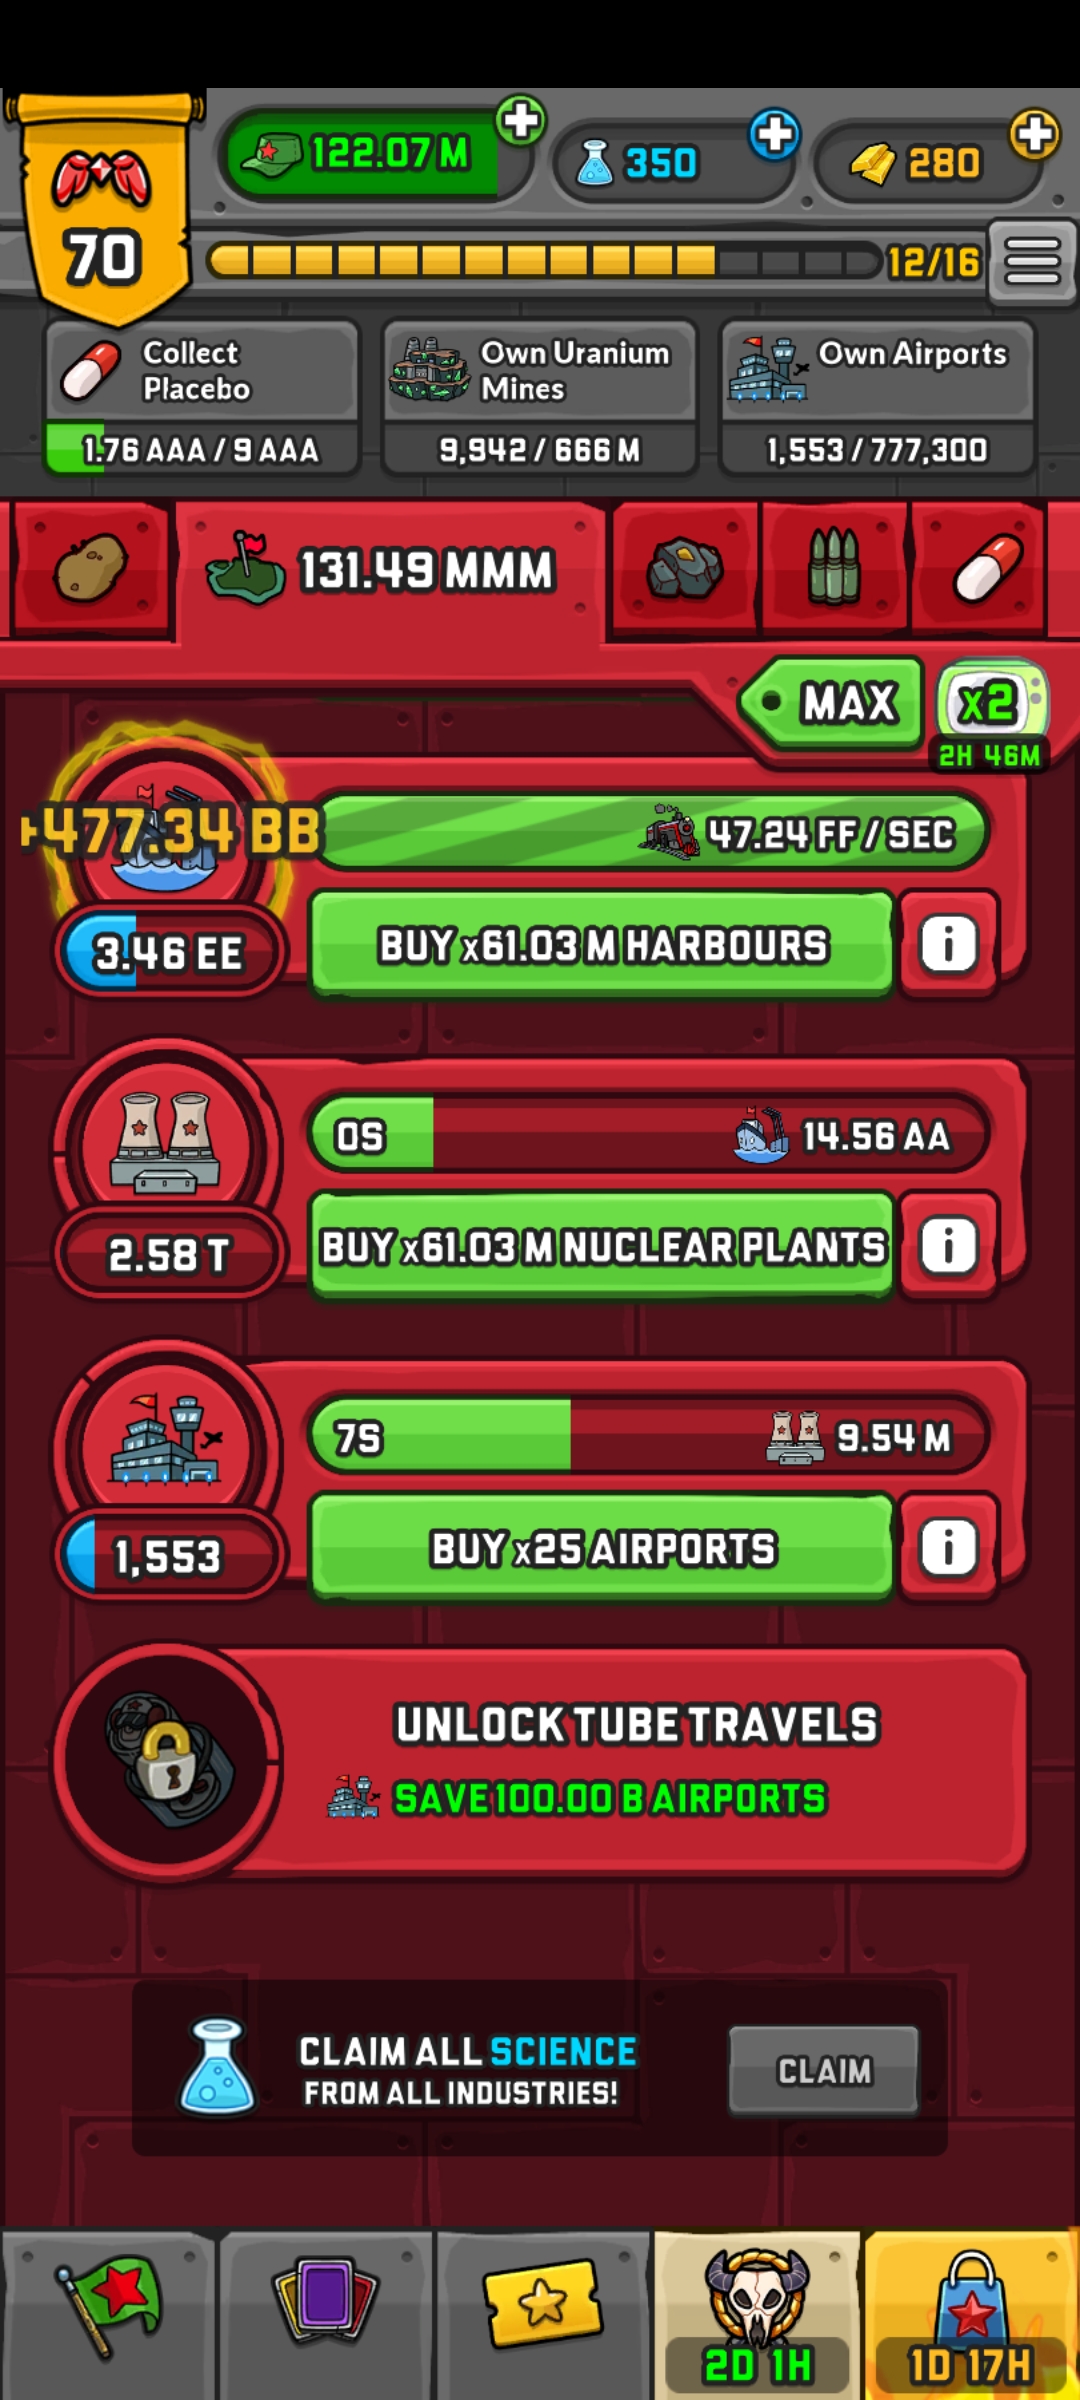 122.07 M
350
280
70
12/16
Collect
Placebo
1.76 AAA / 9 AAA
Own Uranium
Mines
9,942 / 666 M
Own Airports
1,553 / 777,300
131.49 MMM
MAX
x2
2H 46M
+477.34 BB
47.24 FF / SEC
3.46 EE
BUY x61.03 M HARBOURS
i
0S
14.56 AA
2.58 T
BUY x61.03 M NUCLEAR PLANTS
i
7S
9.54 M
1,553
BUY x25 AIRPORTS
i
UNLOCK TUBE TRAVELS
SAVE 100.00 B AIRPORTS
CLAIM ALL SCIENCE
FROM ALL INDUSTRIES!
CLAIM
2D 1H
1D 17H